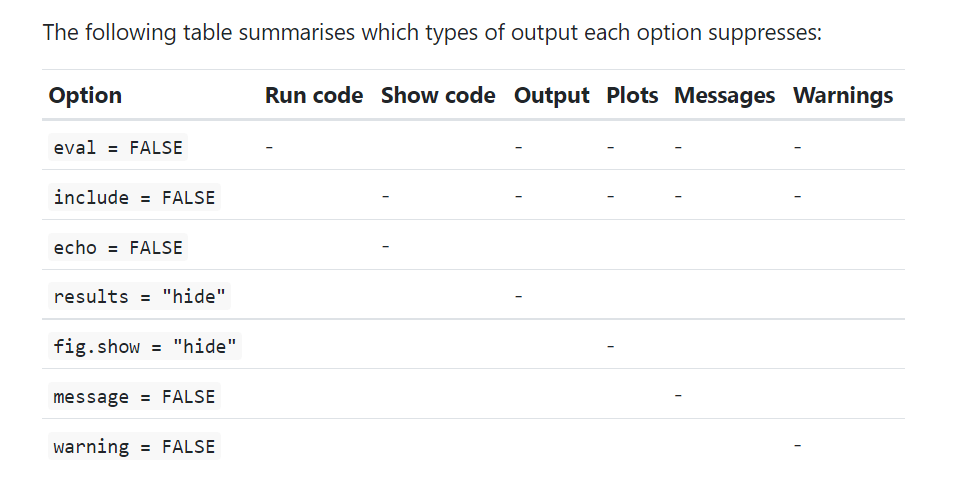 The following table summarises which types of output each option suppresses:
Option Run code Show code Output Plots Messages Warnings
eval = FALSE - - - - -
include = FALSE - - - - -
echo = FALSE -
results = "hide" -
fig.show = "hide" -
message = FALSE -
warning = FALSE -